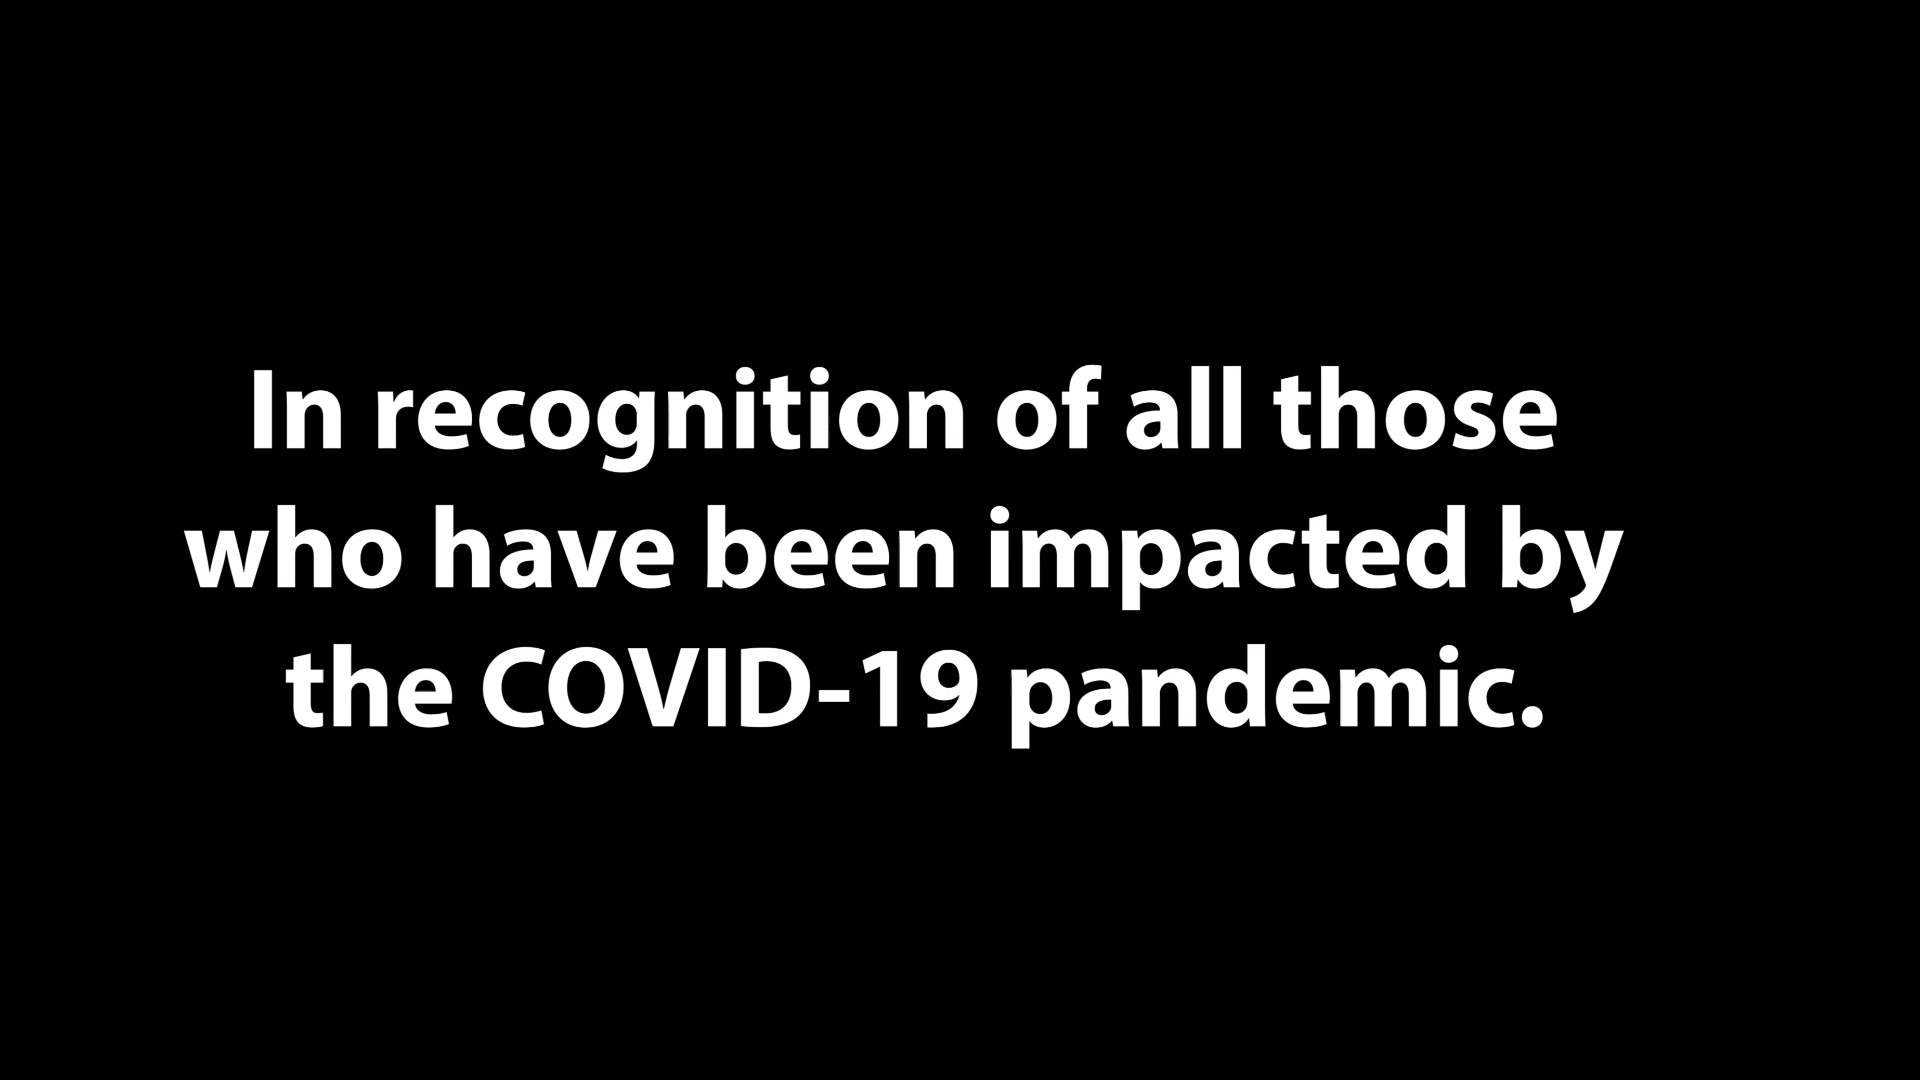 In recognition of all those
who have been impacted by
the COVID-19 pandemic.